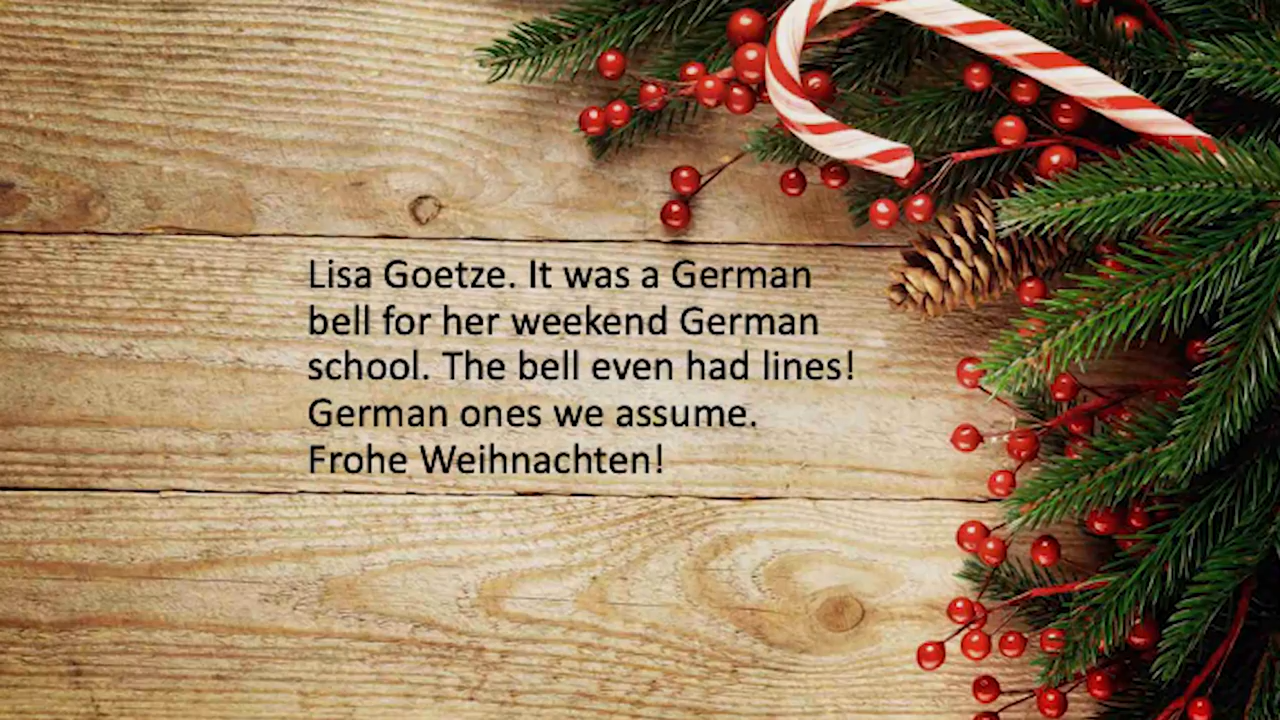 Lisa Goetze. It was a German
bell for her weekend German
school. The bell even had lines!
German ones we assume.
Frohe Weihnachten!